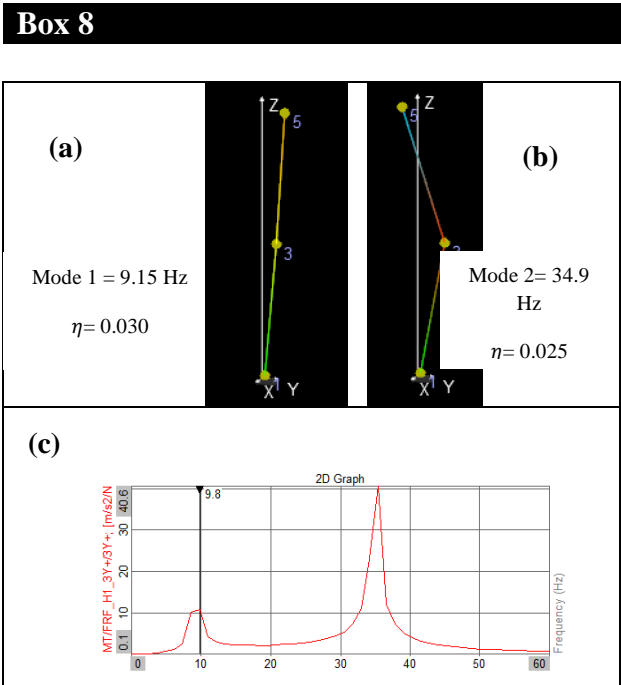 Box 8
(a)
Mode 1 = 9.15 Hz
η= 0.030
Z
5
3
1
X Y
(b)
Mode 2= 34.9
Hz
η= 0.025
Z
5
1
X Y
(c)
2D Graph
MT/FRF_H1_3Y+/3Y+; [m/s2/N
40.6
30
20
10
0.1
9.8
0 10 20 30 40 50 60
Frequency (Hz)